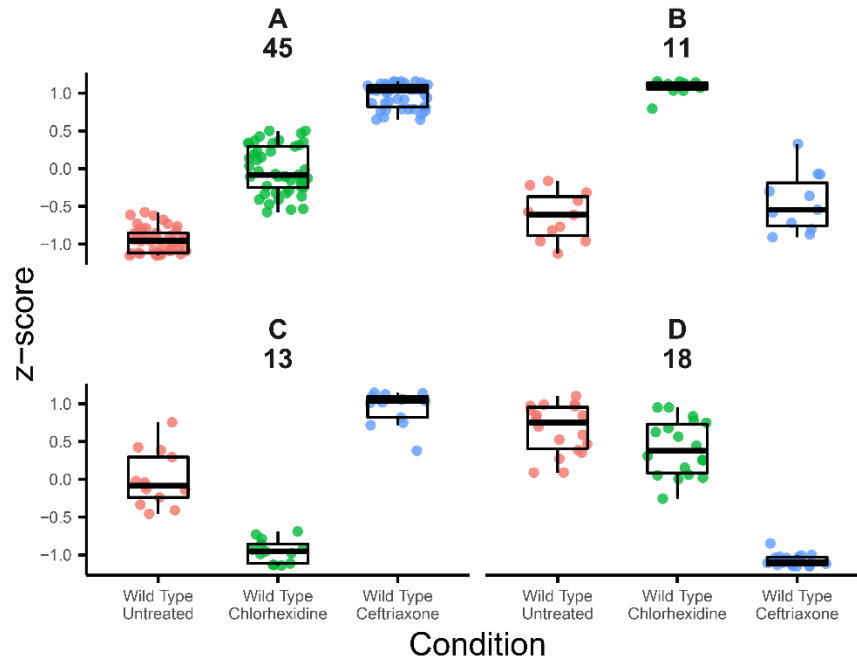 A
45
B
11
z−score
1.0
0.5
0.0
−0.5
−1.0
C
13
D
18
1.0
0.5
0.0
−0.5
−1.0
Wild Type
Untreated
Wild Type
Chlorhexidine
Wild Type
Ceftriaxone
Wild Type
Untreated
Wild Type
Chlorhexidine
Wild Type
Ceftriaxone
Condition